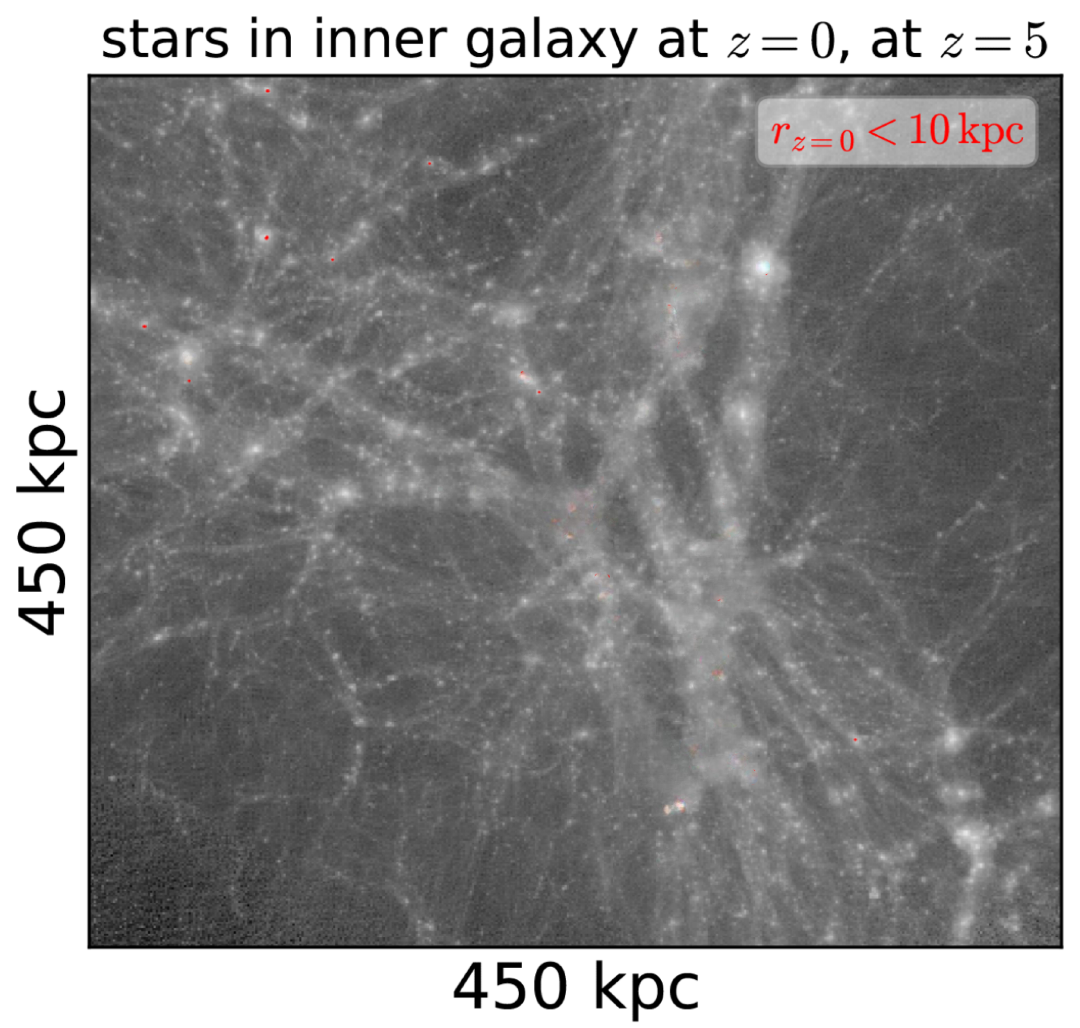 stars in inner galaxy at z=0, at z=5
r_{z=0} < 10 kpc
450 kpc
450 kpc